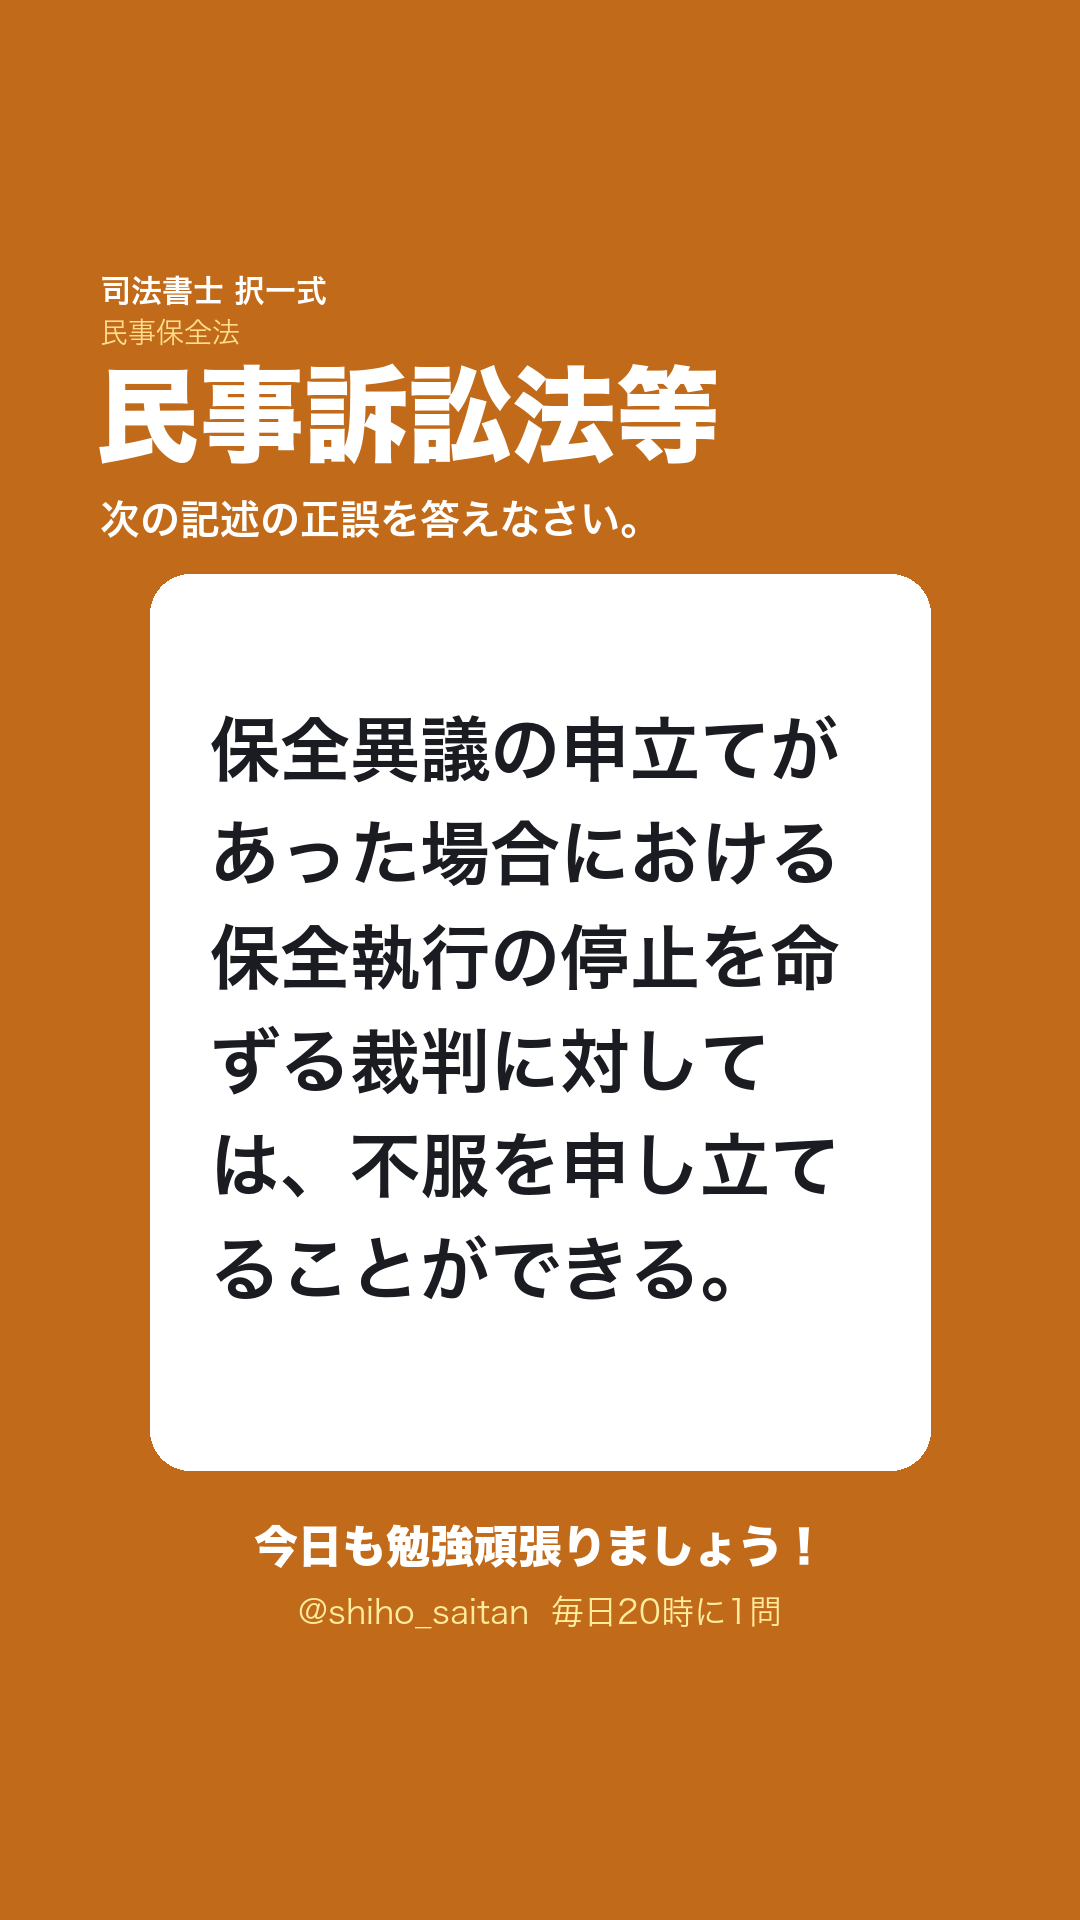 司法書士 択一式
民事保全法
民事訴訟法等
次の記述の正誤を答えなさい。
保全異議の申立てが
あった場合における
保全執行の停止を命
ずる裁判に対して
は、不服を申し立て
ることができる。
今日も勉強頑張りましょう！
@shiho_saitan 毎日20時に1問